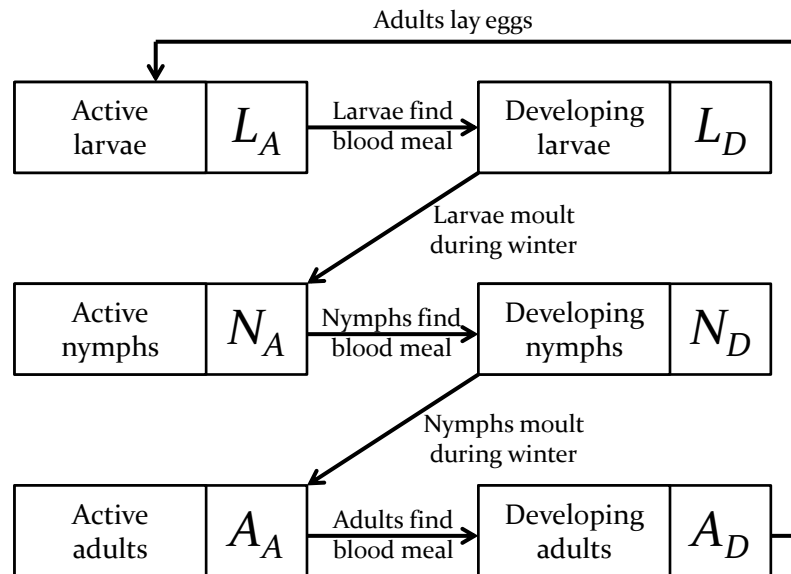 Adults lay eggs
Active
larvae
L_A
Larvae find
blood meal
Developing
larvae
L_D
Larvae moult
during winter
Active
nymphs
N_A
Nymphs find
blood meal
Developing
nymphs
N_D
Nymphs moult
during winter
Active
adults
A_A
Adults find
blood meal
Developing
adults
A_D